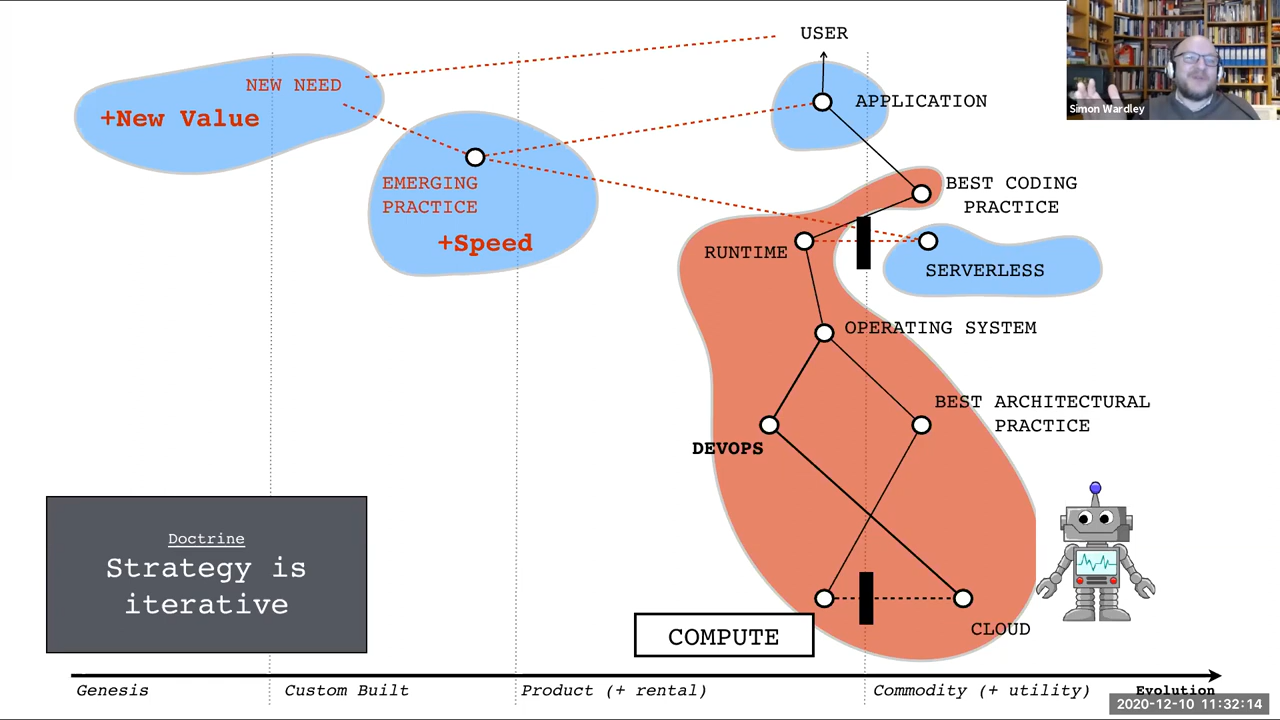 USER
NEW NEED
+New Value
APPLICATION
Simon Wardley
EMERGING
PRACTICE
+Speed
BEST CODING
PRACTICE
RUNTIME
SERVERLESS
OPERATING SYSTEM
BEST ARCHITECTURAL
PRACTICE
DEVOPS
Doctrine
Strategy is
iterative
COMPUTE
CLOUD
Genesis
Custom Built
Product (+ rental)
Commodity (+ utility)
Evolution
2020-12-10 11:32:14